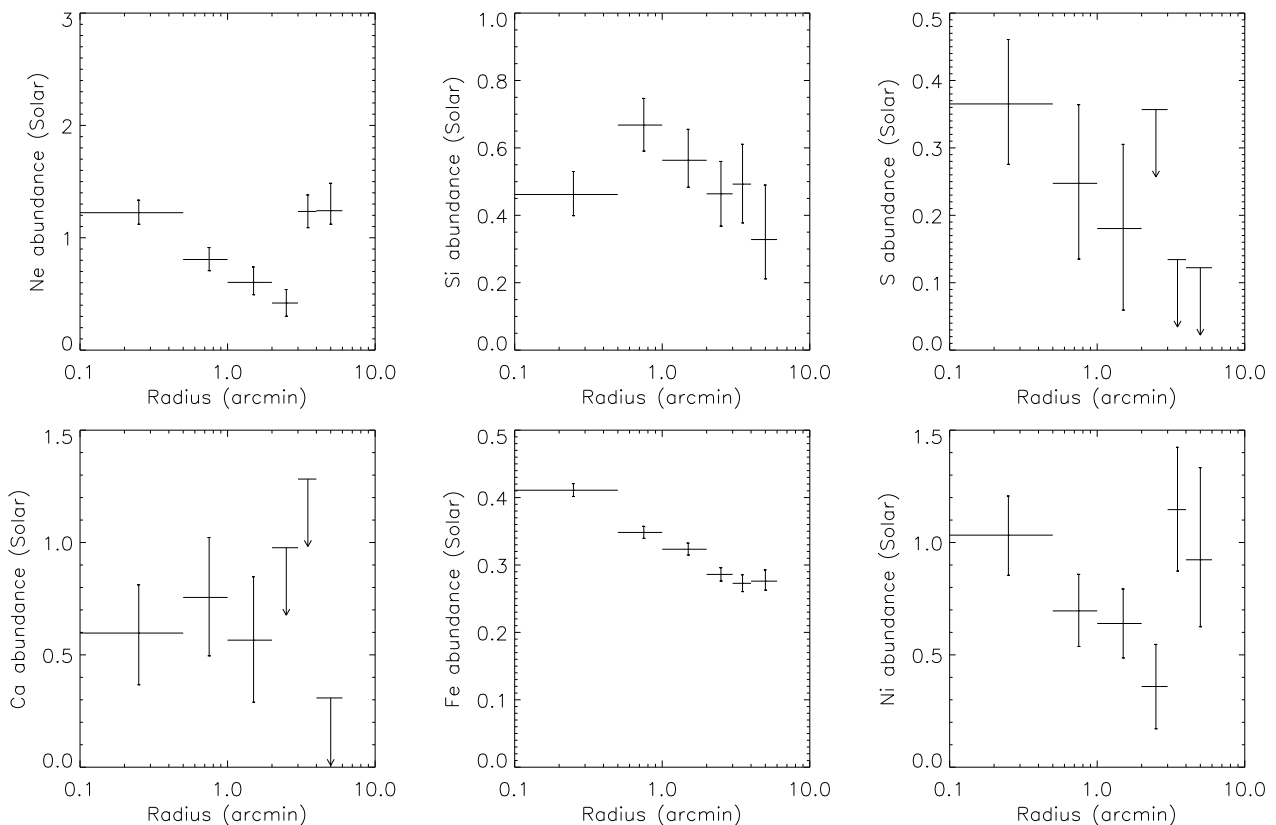 3
2
1
0
Ne abundance (Solar)
0.1 1.0 10.0
Radius (arcmin)
1.0
0.8
0.6
0.4
0.2
0.0
Si abundance (Solar)
0.1 1.0 10.0
Radius (arcmin)
0.5
0.4
0.3
0.2
0.1
0.0
S abundance (Solar)
0.1 1.0 10.0
Radius (arcmin)
1.5
1.0
0.5
0.0
Ca abundance (Solar)
0.1 1.0 10.0
Radius (arcmin)
0.5
0.4
0.3
0.2
0.1
0.0
Fe abundance (Solar)
0.1 1.0 10.0
Radius (arcmin)
1.5
1.0
0.5
0.0
Ni abundance (Solar)
0.1 1.0 10.0
Radius (arcmin)